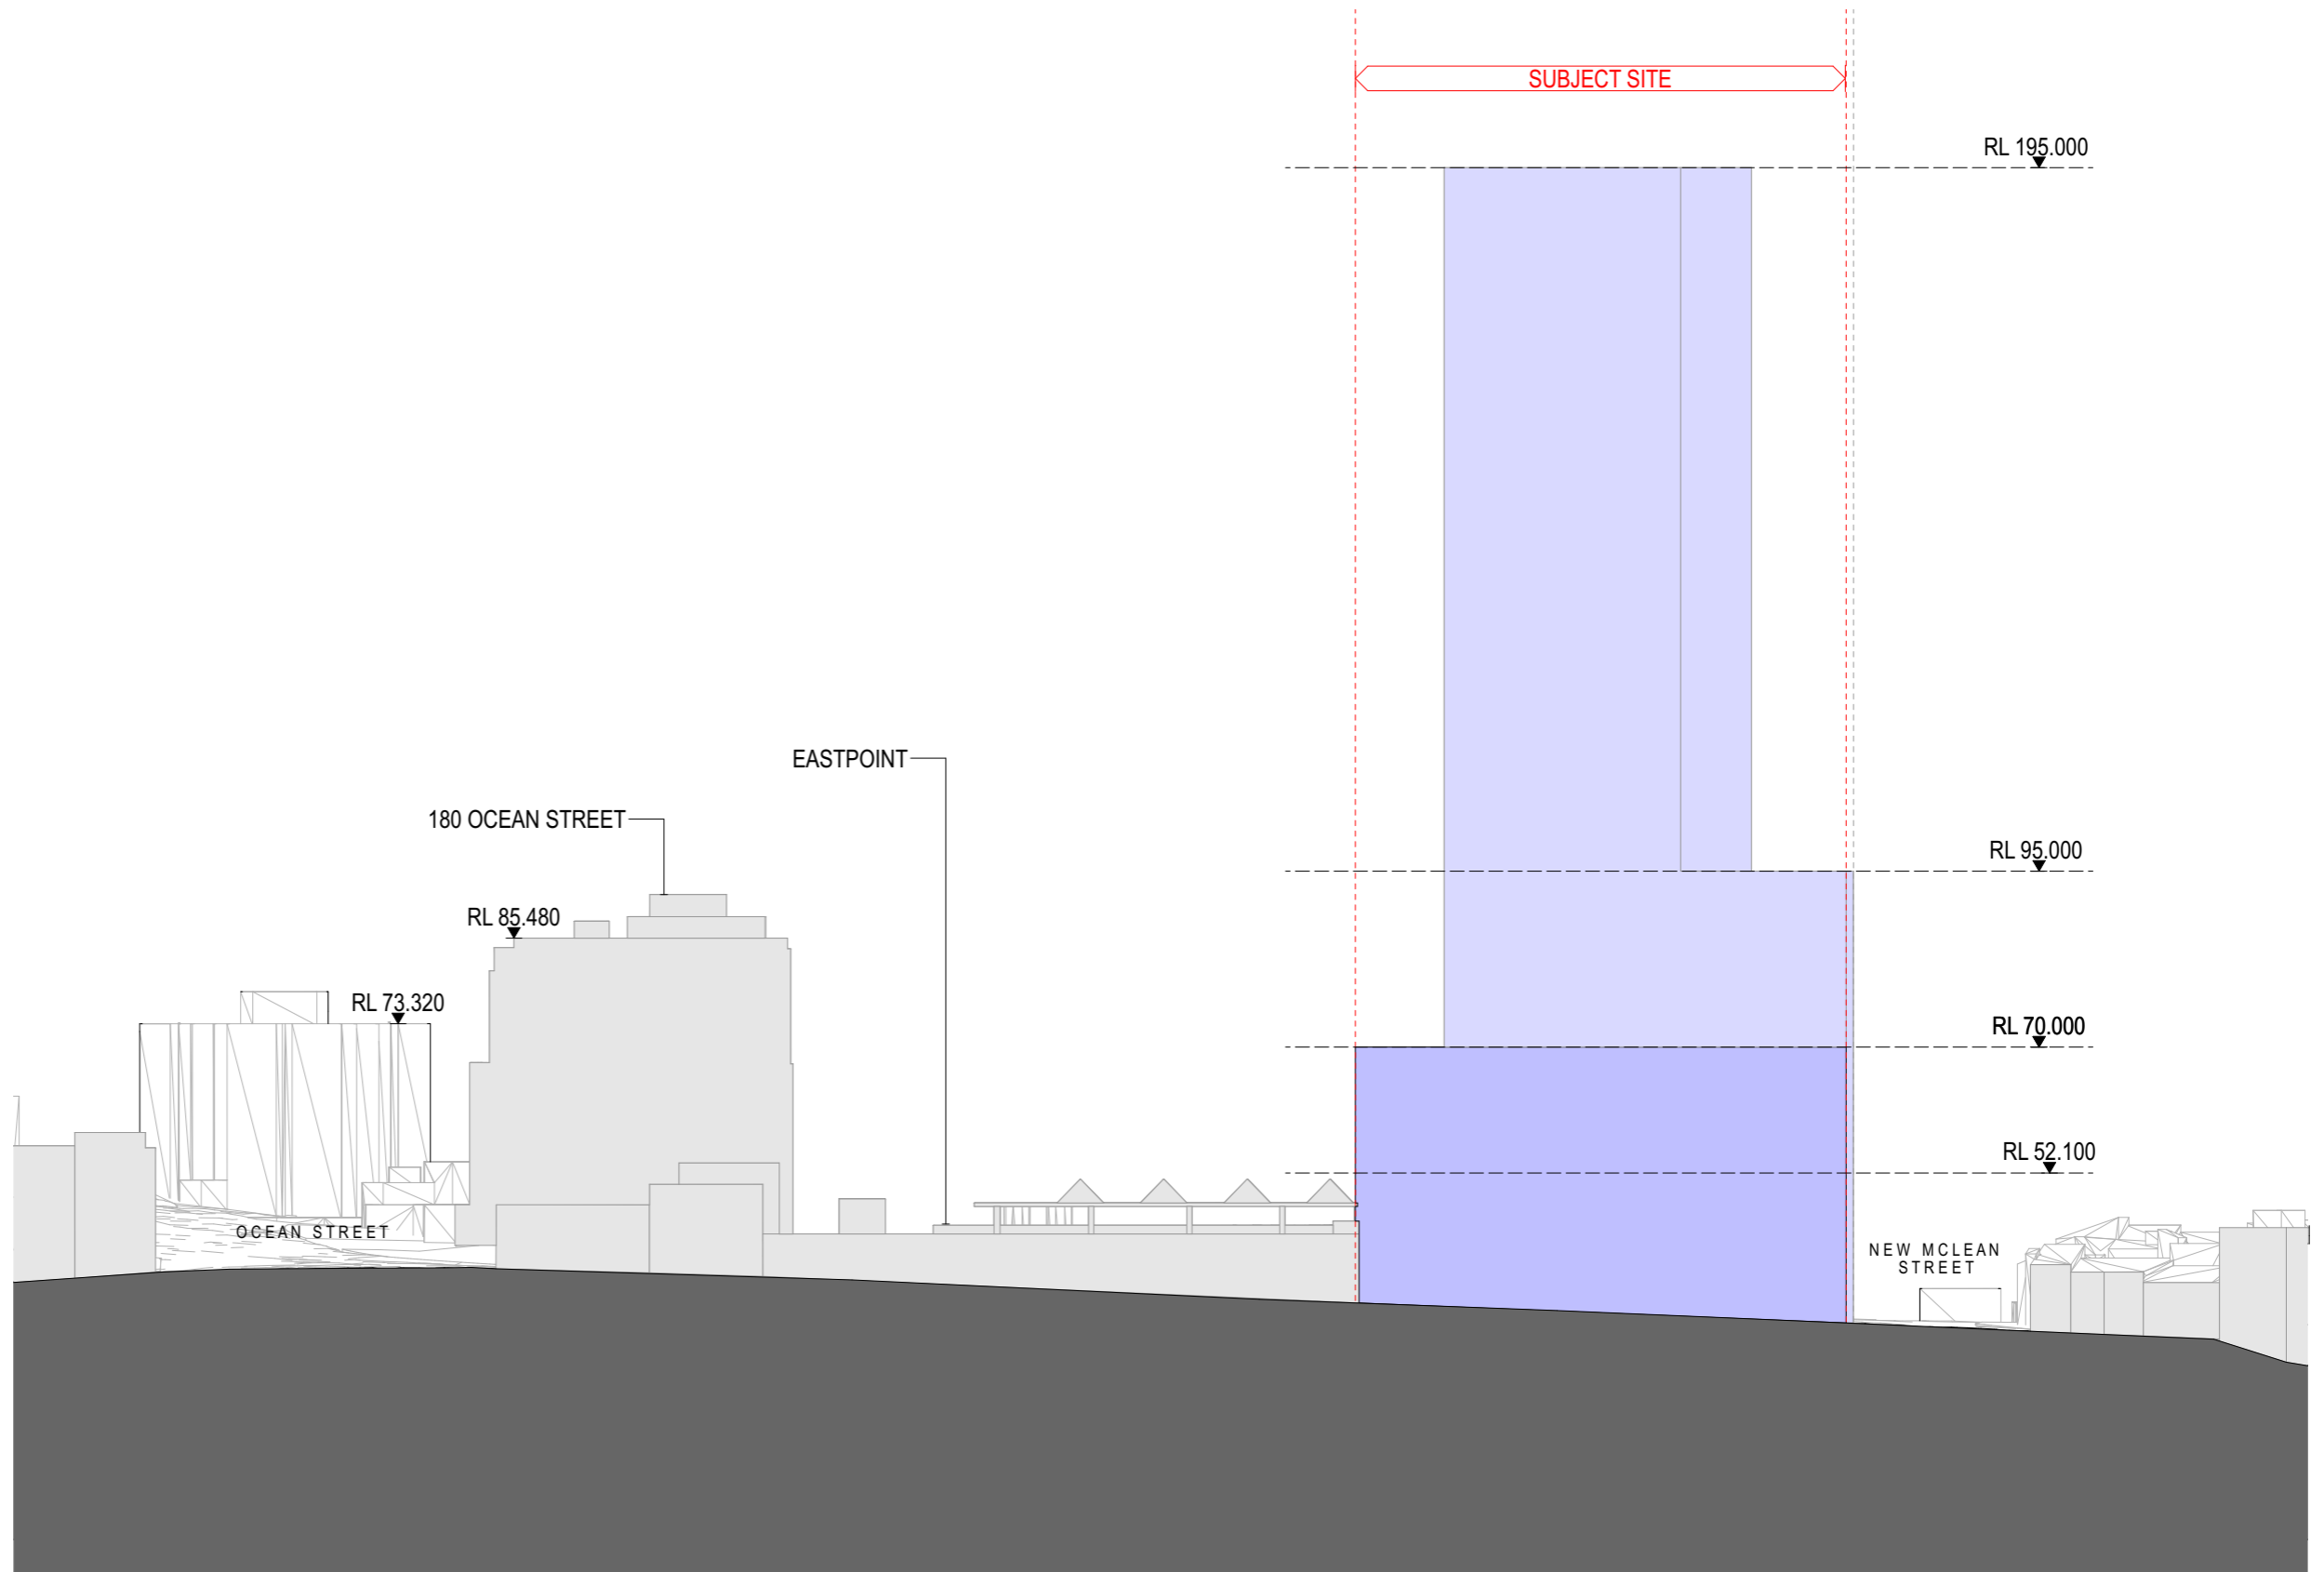 SUBJECT SITE
RL 195.000
EASTPOINT
180 OCEAN STREET
RL 95.000
RL 85.480
RL 73.320
RL 70.000
RL 52.100
OCEAN STREET
NEW MCLEAN
STREET